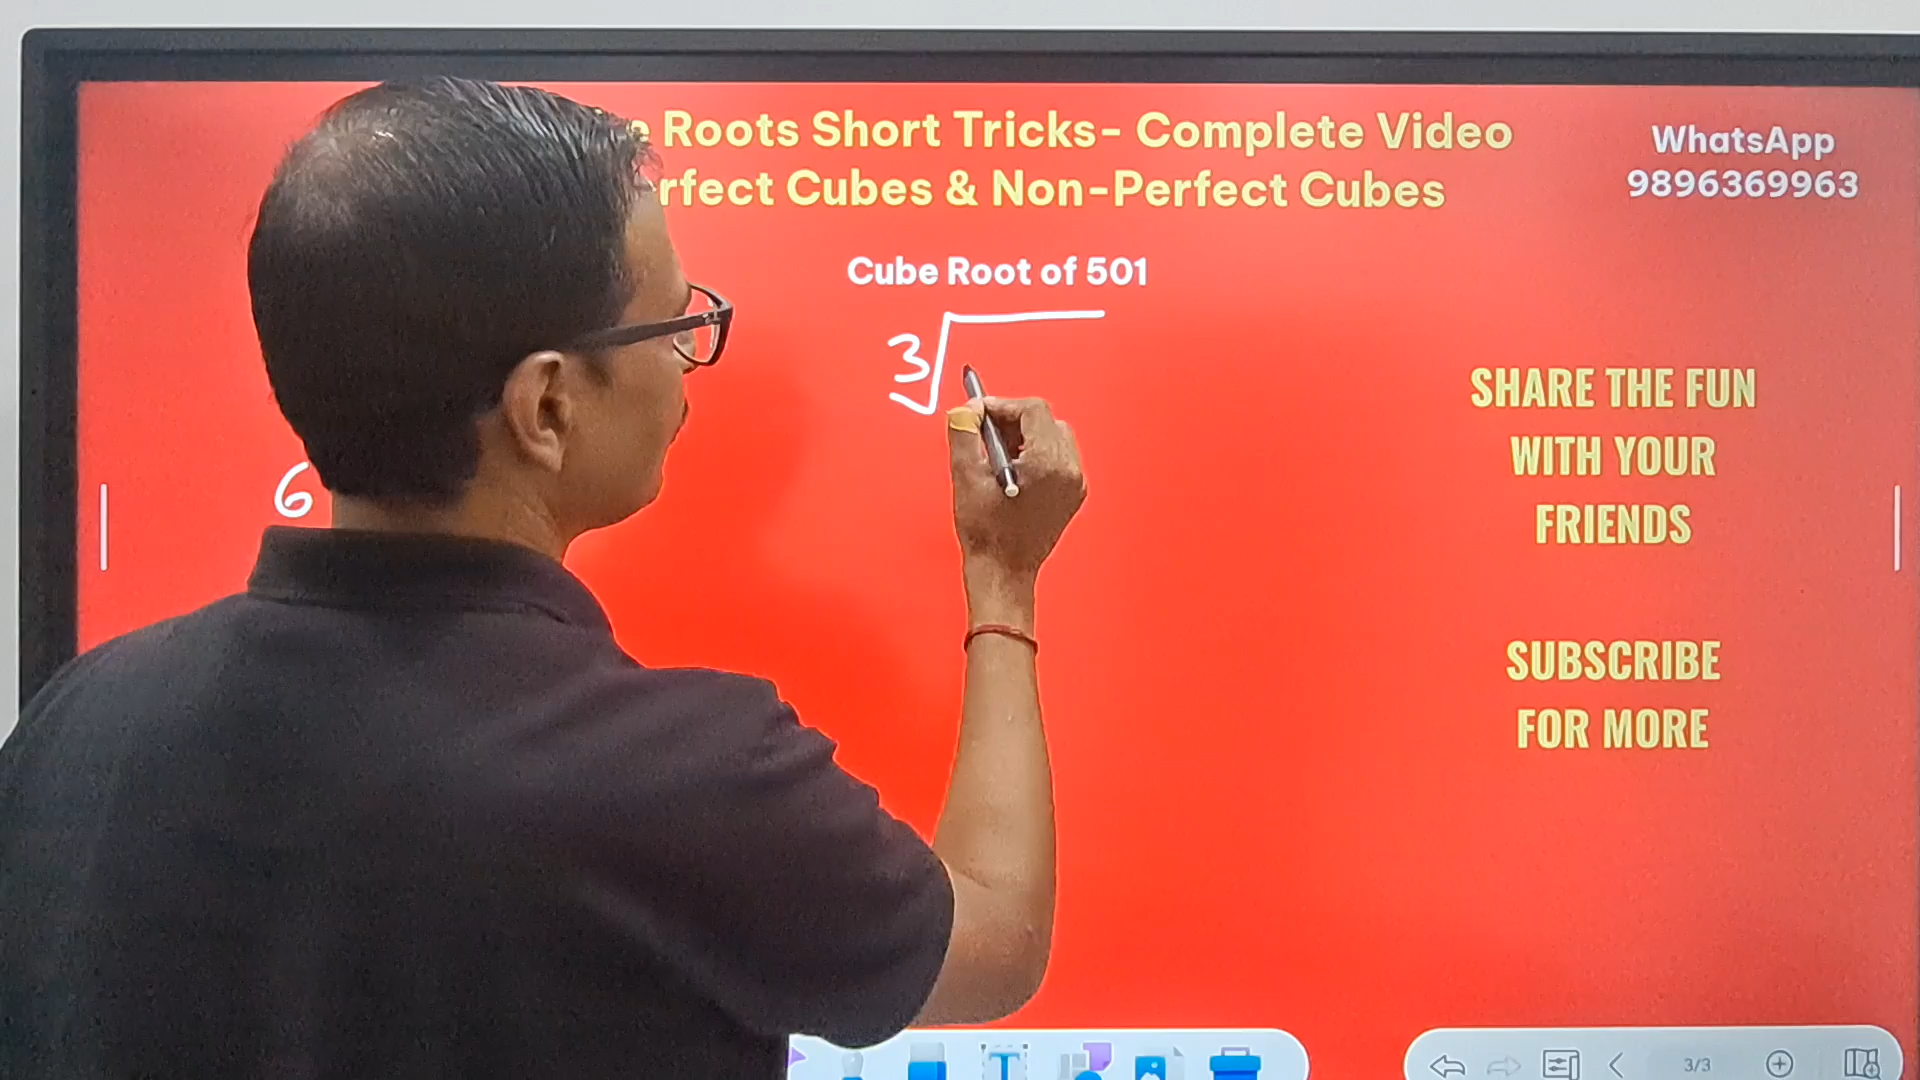 e Roots Short Tricks- Complete Video
rfect Cubes & Non-Perfect Cubes
WhatsApp
9896369963
Cube Root of 501
3
6
SHARE THE FUN
WITH YOUR
FRIENDS
SUBSCRIBE
FOR MORE
T
3/3